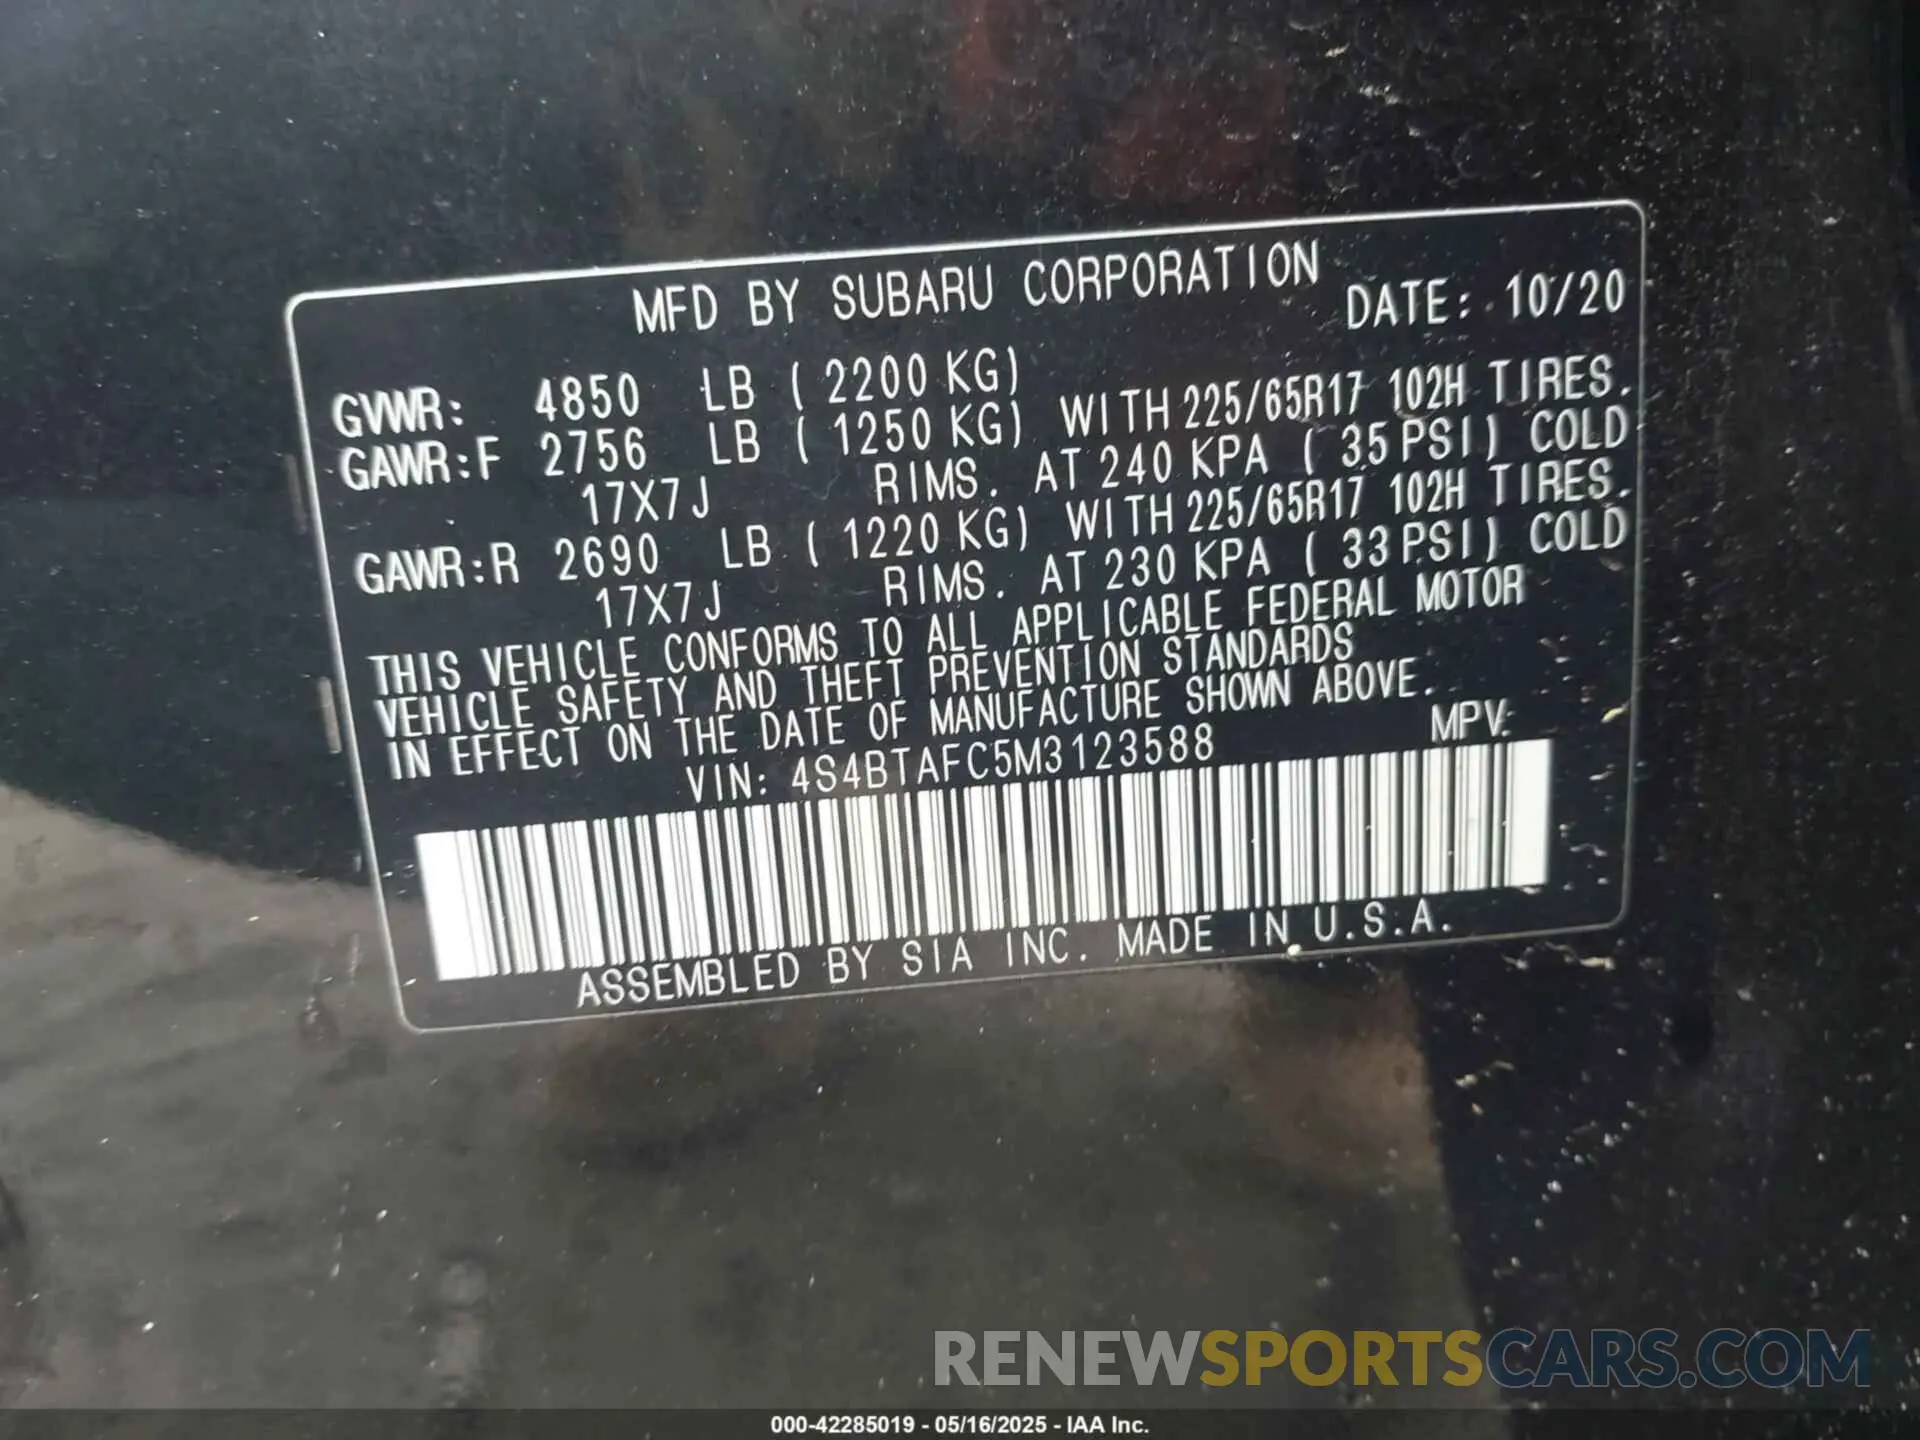 MFD BY SUBARU CORPORATION
DATE: 10/20
GVWR: 4850 LB ( 2200 KG)
GAWR:F 2756 LB ( 1250 KG) WITH 225/65R17 102H TIRES.
17X7J RIMS. AT 240 KPA ( 35 PSI) COLD
GAWR:R 2690 LB ( 1220 KG) WITH 225/65R17 102H TIRES.
17X7J RIMS. AT 230 KPA ( 33 PSI) COLD
THIS VEHICLE CONFORMS TO ALL APPLICABLE FEDERAL MOTOR
VEHICLE SAFETY AND THEFT PREVENTION STANDARDS
IN EFFECT ON THE DATE OF MANUFACTURE SHOWN ABOVE.
VIN: 4S4BTAFC5M3123588 MPV:
ASSEMBLED BY SIA INC. MADE IN U.S.A.
RENEWSPORTSCARS.COM
000-42285019 - 05/16/2025 - IAA Inc.